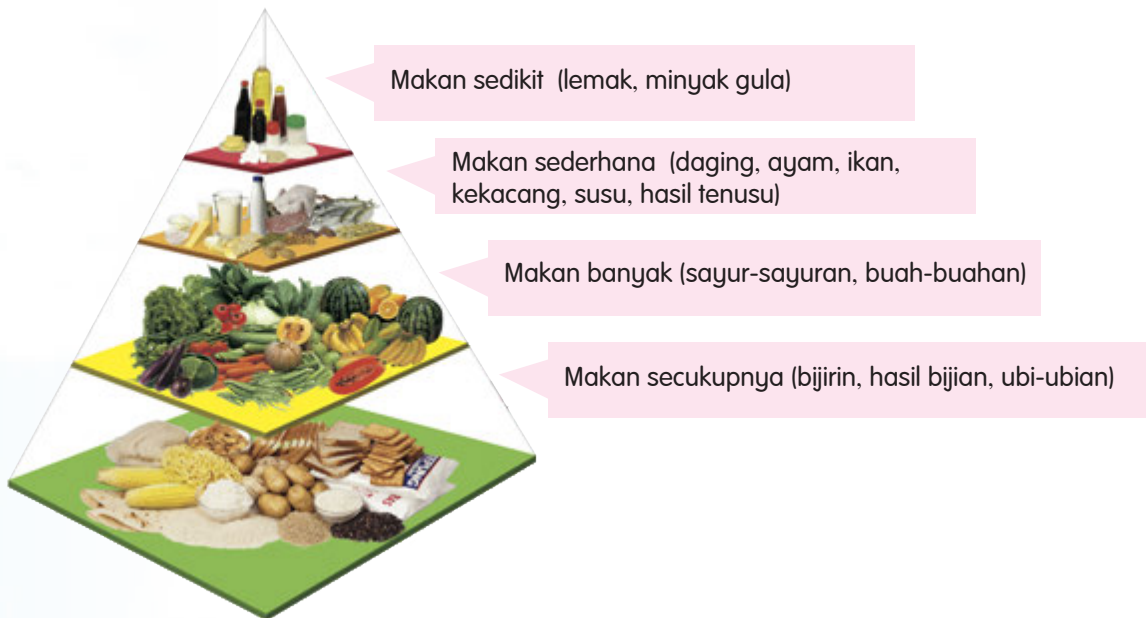 Makan sedikit (lemak, minyak gula)
Makan sederhana (daging, ayam, ikan,
kekacang, susu, hasil tenusu)
Makan banyak (sayur-sayuran, buah-buahan)
Makan secukupnya (bijirin, hasil bijian, ubi-ubian)